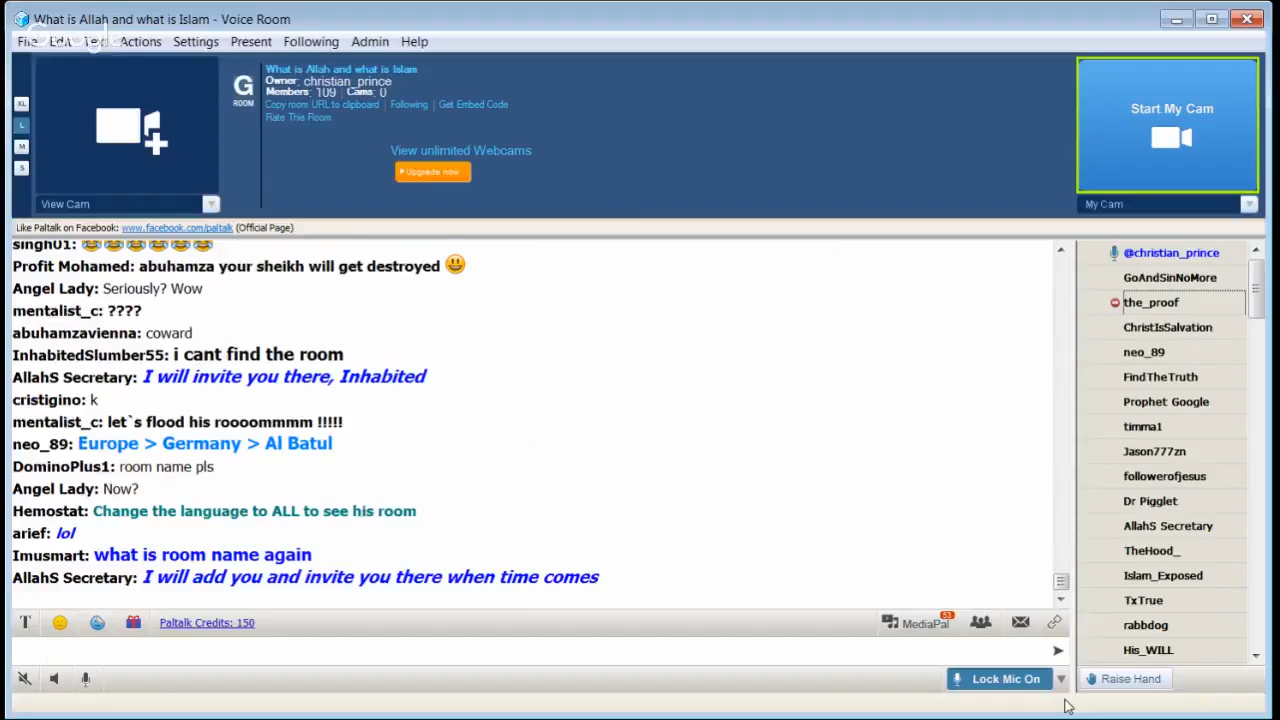 What is Allah and what is Islam - Voice Room
Google
File Edit Text Actions Settings Present Following Admin Help
XL
L
M
S
G
ROOM
What is Allah and what is Islam
Owner: christian_prince
Members: 109 | Cams: 0
Copy room URL to clipboard | Following | Get Embed Code
Rate This Room
View unlimited Webcams
Upgrade now
Start My Cam
View Cam
My Cam
Like Paltalk on Facebook: www.facebook.com/paltalk (Official Page)
singh01: 😂😂😂😂😂😂
Profit Mohamed: abuhamza your sheikh will get destroyed 😃
Angel Lady: Seriously? Wow
mentalist_c: ????
abuhamzavienna: coward
InhabitedSlumber55: i cant find the room
AllahS Secretary: I will invite you there, Inhabited
cristigino: k
mentalist_c: let`s flood his roooommmm !!!!!
neo_89: Europe > Germany > Al Batul
DominoPlus1: room name pls
Angel Lady: Now?
Hemostat: Change the language to ALL to see his room
arief: lol
Imusmart: what is room name again
AllahS Secretary: I will add you and invite you there when time comes
@christian_prince
GoAndSinNoMore
the_proof
ChristIsSalvation
neo_89
FindTheTruth
Prophet Google
timma1
Jason777zn
followerofjesus
Dr Pigglet
AllahS Secretary
TheHood_
Islam_Exposed
TxTrue
rabbdog
His_WILL
T
Paltalk Credits: 150
MediaPal 53
Lock Mic On
Raise Hand